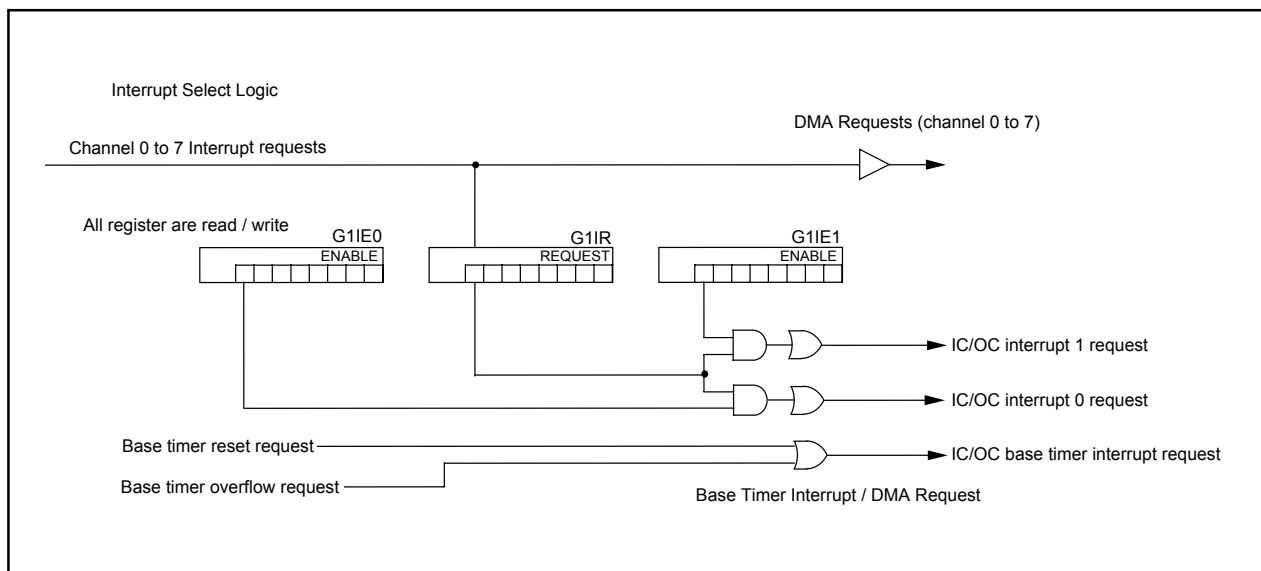 Interrupt Select Logic
DMA Requests (channel 0 to 7)
Channel 0 to 7 Interrupt requests
All register are read / write
G1IE0
ENABLE
G1IR
REQUEST
G1IE1
ENABLE
IC/OC interrupt 1 request
IC/OC interrupt 0 request
Base timer reset request
IC/OC base timer interrupt request
Base timer overflow request
Base Timer Interrupt / DMA Request